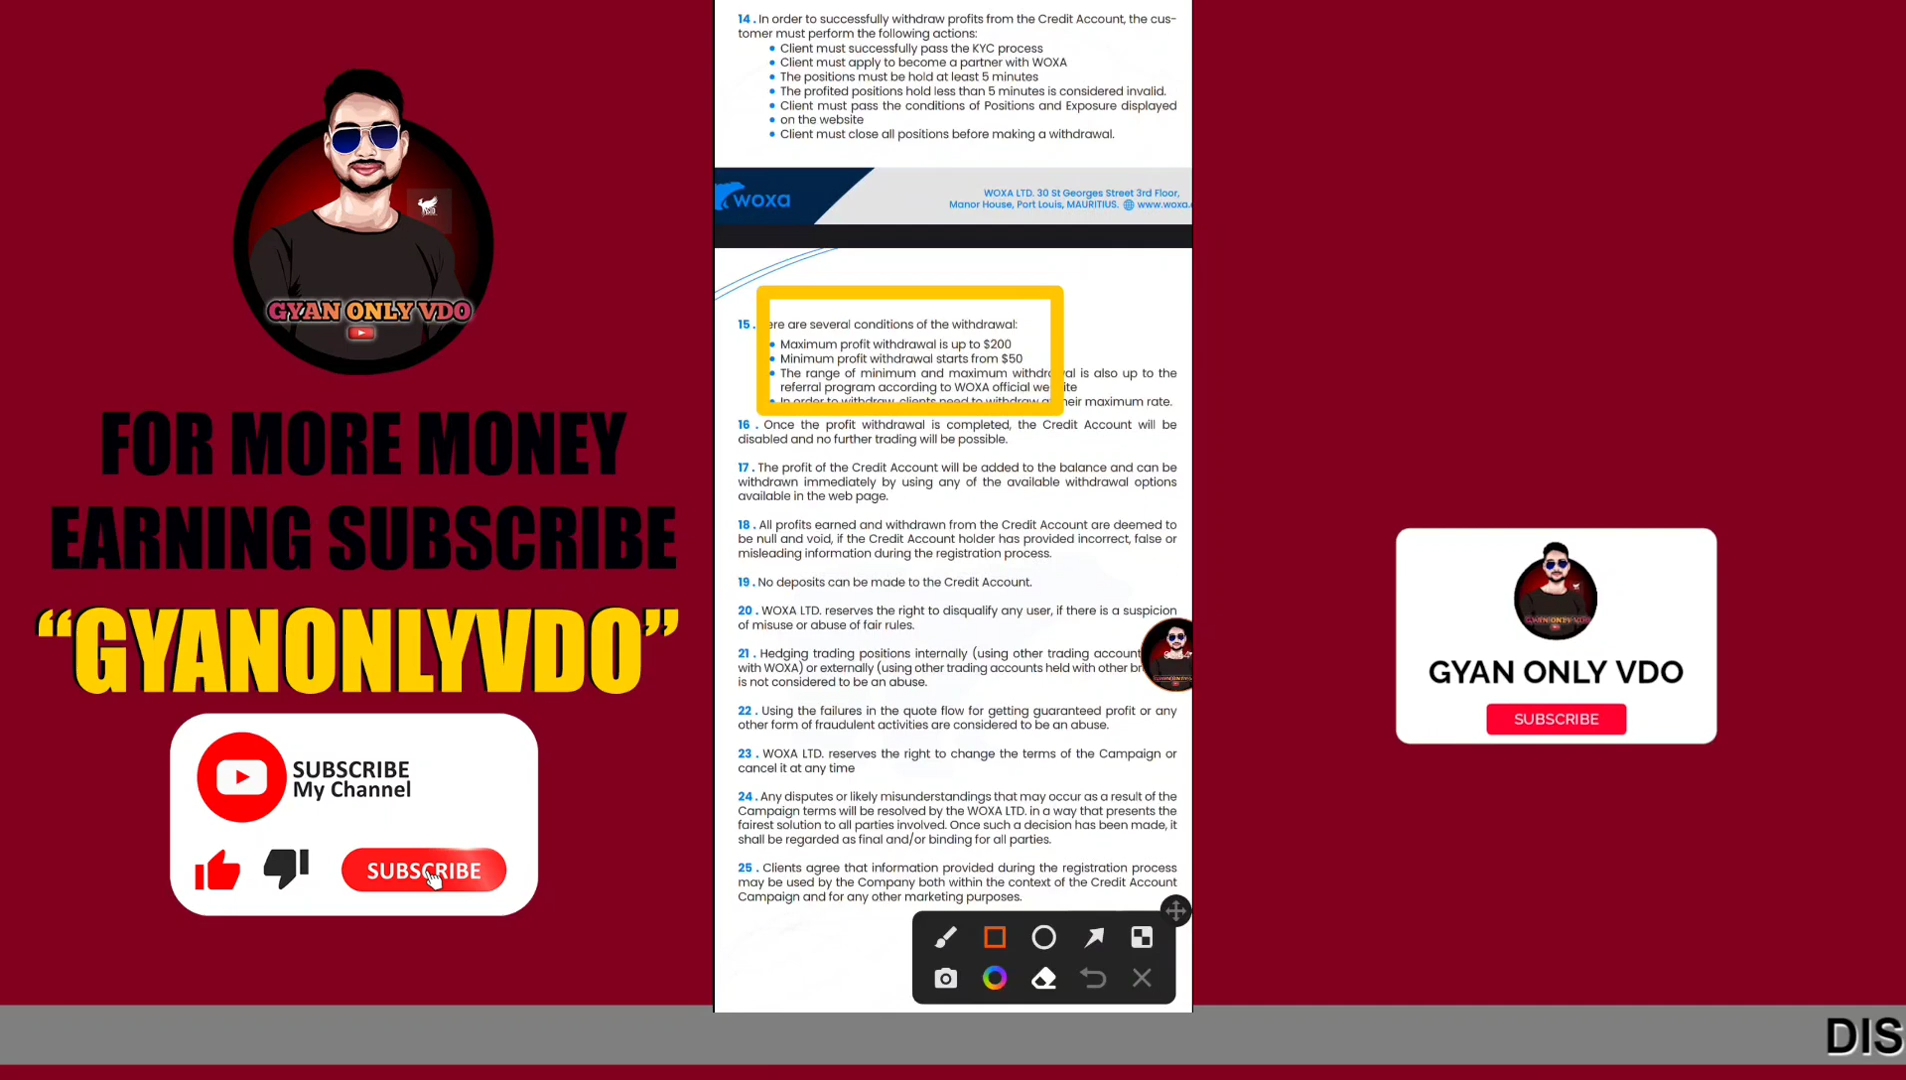 GYAN ONLY VDO
FOR MORE MONEY
EARNING SUBSCRIBE
“GYANONLYVDO”
SUBSCRIBE
My Channel
SUBSCRIBE
14. In order to successfully withdraw profits from the Credit Account, the cus-
tomer must perform the following actions:
• Client must successfully pass the KYC process
• Client must apply to become a partner with WOXA
• The positions must be hold at least 5 minutes
• The profited positions hold less than 5 minutes is considered invalid.
• Client must pass the conditions of Positions and Exposure displayed
• on the website
• Client must close all positions before making a withdrawal.
woxa
WOXA LTD. 30 St Georges Street 3rd Floor,
Manor House, Port Louis, MAURITIUS. www.woxa.
15. ere are several conditions of the withdrawal:
• Maximum profit withdrawal is up to $200
• Minimum profit withdrawal starts from $50
• The range of minimum and maximum withdrawal is also up to the
referral program according to WOXA official website
• In order to withdraw, clients need to withdraw at their maximum rate.
16. Once the profit withdrawal is completed, the Credit Account will be
disabled and no further trading will be possible.
17. The profit of the Credit Account will be added to the balance and can be
withdrawn immediately by using any of the available withdrawal options
available in the web page.
18. All profits earned and withdrawn from the Credit Account are deemed to
be null and void, if the Credit Account holder has provided incorrect, false or
misleading information during the registration process.
19. No deposits can be made to the Credit Account.
20. WOXA LTD. reserves the right to disqualify any user, if there is a suspicion
of misuse or abuse of fair rules.
21. Hedging trading positions internally (using other trading account
with WOXA) or externally (using other trading accounts held with other br
is not considered to be an abuse.
22. Using the failures in the quote flow for getting guaranteed profit or any
other form of fraudulent activities are considered to be an abuse.
23. WOXA LTD. reserves the right to change the terms of the Campaign or
cancel it at any time
24. Any disputes or likely misunderstandings that may occur as a result of the
Campaign terms will be resolved by the WOXA LTD. in a way that presents the
fairest solution to all parties involved. Once such a decision has been made, it
shall be regarded as final and/or binding for all parties.
25. Clients agree that information provided during the registration process
may be used by the Company both within the context of the Credit Account
Campaign and for any other marketing purposes.
GYAN ONLY VDO
SUBSCRIBE
DIS